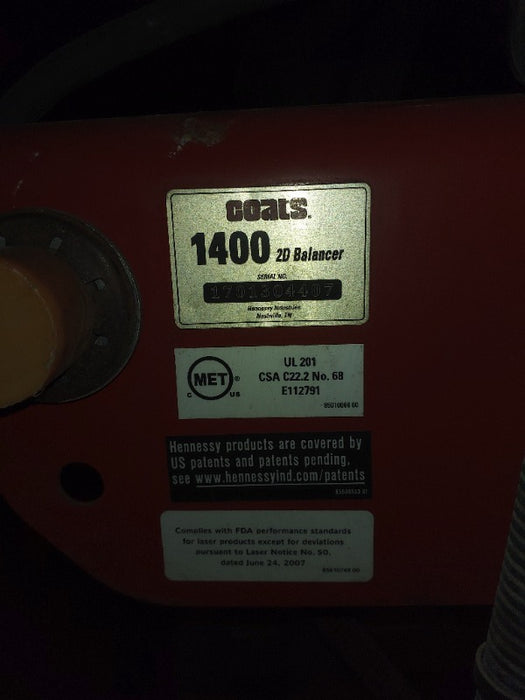 coats.
1400 2D Balancer
SERIAL NO.
1701304407
Hennessy Industries
Nashville, TN
MET®
C US
UL 201
CSA C22.2 No. 68
E112791
Hennessy products are covered by
US patents and patents pending,
see www.hennessyind.com/patents
Complies with FDA performance standards
for laser products except for deviations
pursuant to Laser Notice No. 50,
dated June 24, 2007